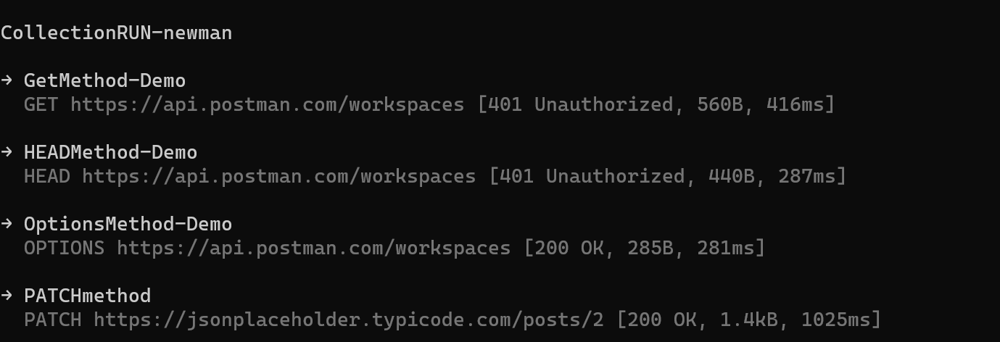 CollectionRUN-newman
→ GetMethod-Demo
GET https://api.postman.com/workspaces [401 Unauthorized, 560B, 416ms]
→ HEADMethod-Demo
HEAD https://api.postman.com/workspaces [401 Unauthorized, 440B, 287ms]
→ OptionsMethod-Demo
OPTIONS https://api.postman.com/workspaces [200 OK, 285B, 281ms]
→ PATCHmethod
PATCH https://jsonplaceholder.typicode.com/posts/2 [200 OK, 1.4kB, 1025ms]